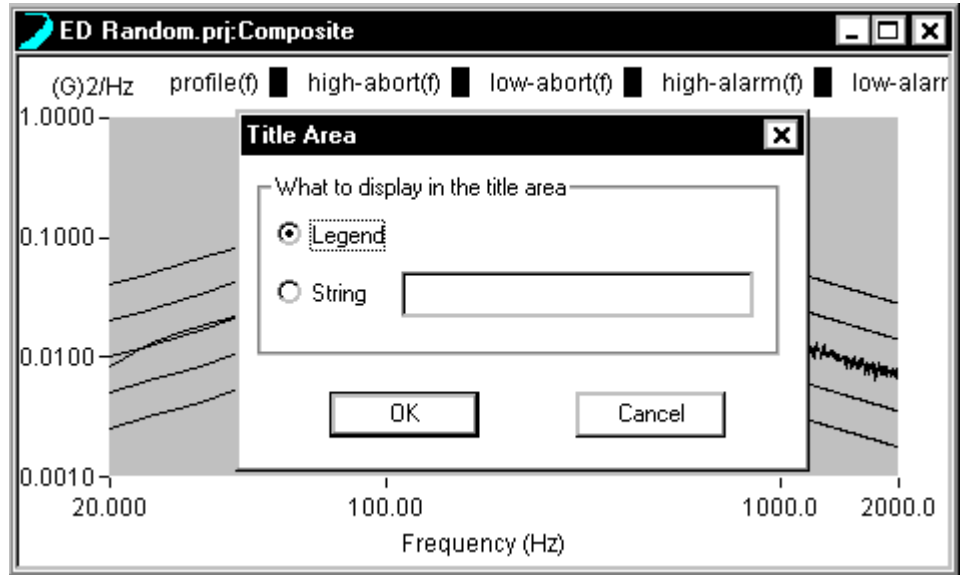 ED Random.prj:Composite
(G)2/Hz profile(f) high-abort(f) low-abort(f) high-alarm(f) low-alarr
1.0000
Title Area
What to display in the title area
0.1000
Legend
String
0.0100
OK Cancel
0.0010
20.000 100.00 1000.0 2000.0
Frequency (Hz)